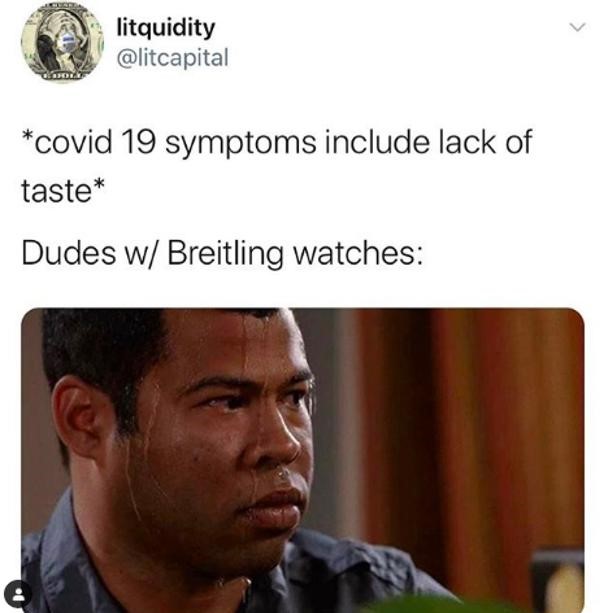 litquidity
@litcapital
*covid 19 symptoms include lack of
taste*
Dudes w/ Breitling watches: